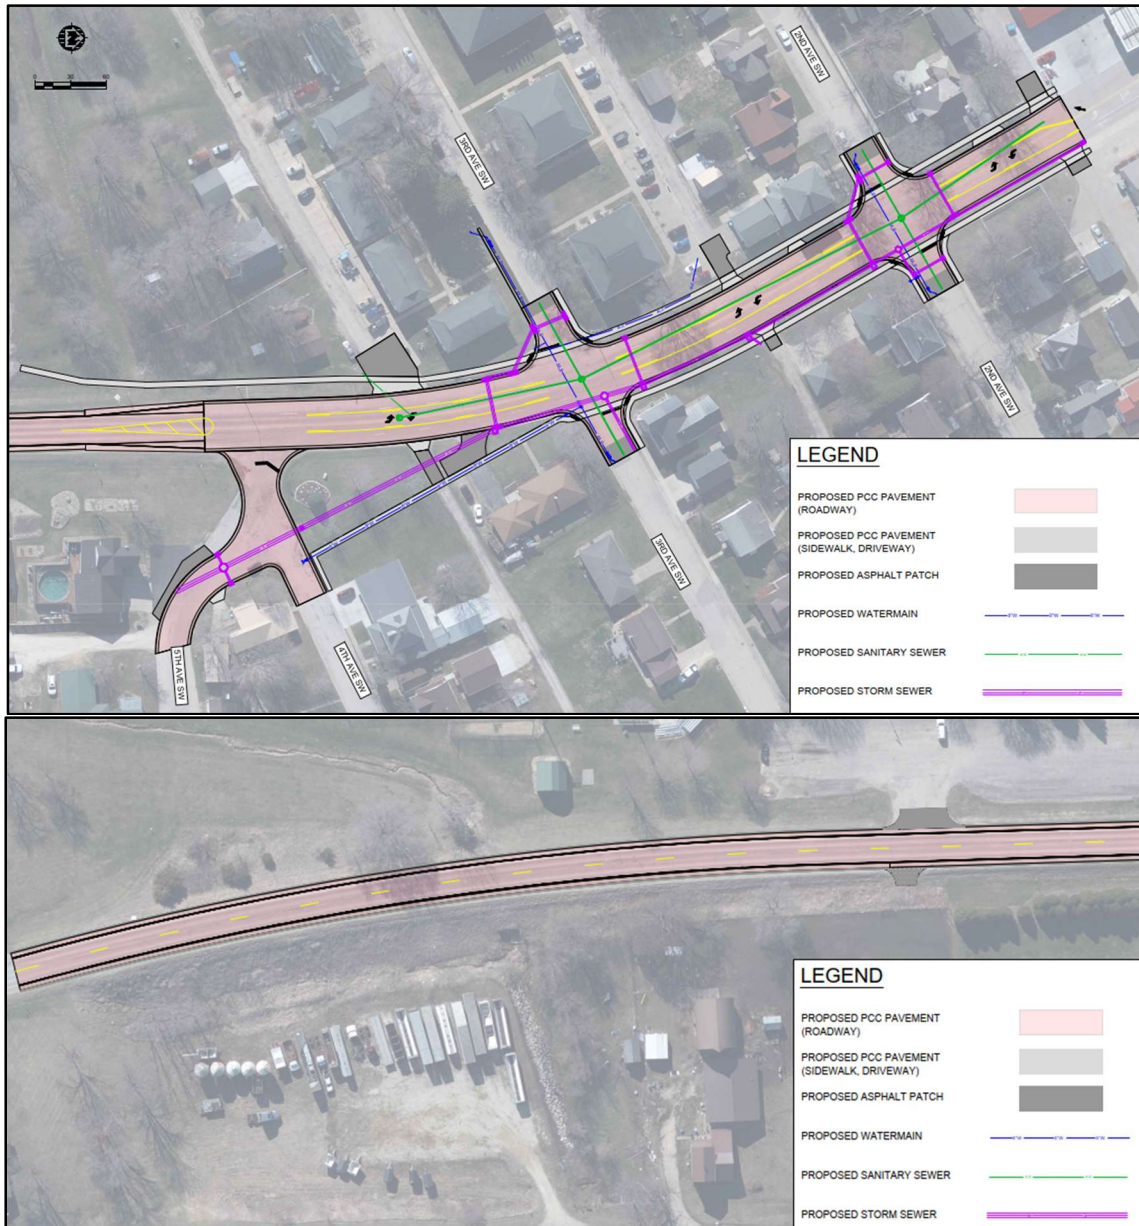 0 30 60
2ND AVE SW
3RD AVE SW
2ND AVE SW
3RD AVE SW
4TH AVE SW
5TH AVE SW
LEGEND
PROPOSED PCC PAVEMENT
(ROADWAY)
PROPOSED PCC PAVEMENT
(SIDEWALK, DRIVEWAY)
PROPOSED ASPHALT PATCH
PROPOSED WATERMAIN
PROPOSED SANITARY SEWER
PROPOSED STORM SEWER
LEGEND
PROPOSED PCC PAVEMENT
(ROADWAY)
PROPOSED PCC PAVEMENT
(SIDEWALK, DRIVEWAY)
PROPOSED ASPHALT PATCH
PROPOSED WATERMAIN
PROPOSED SANITARY SEWER
PROPOSED STORM SEWER